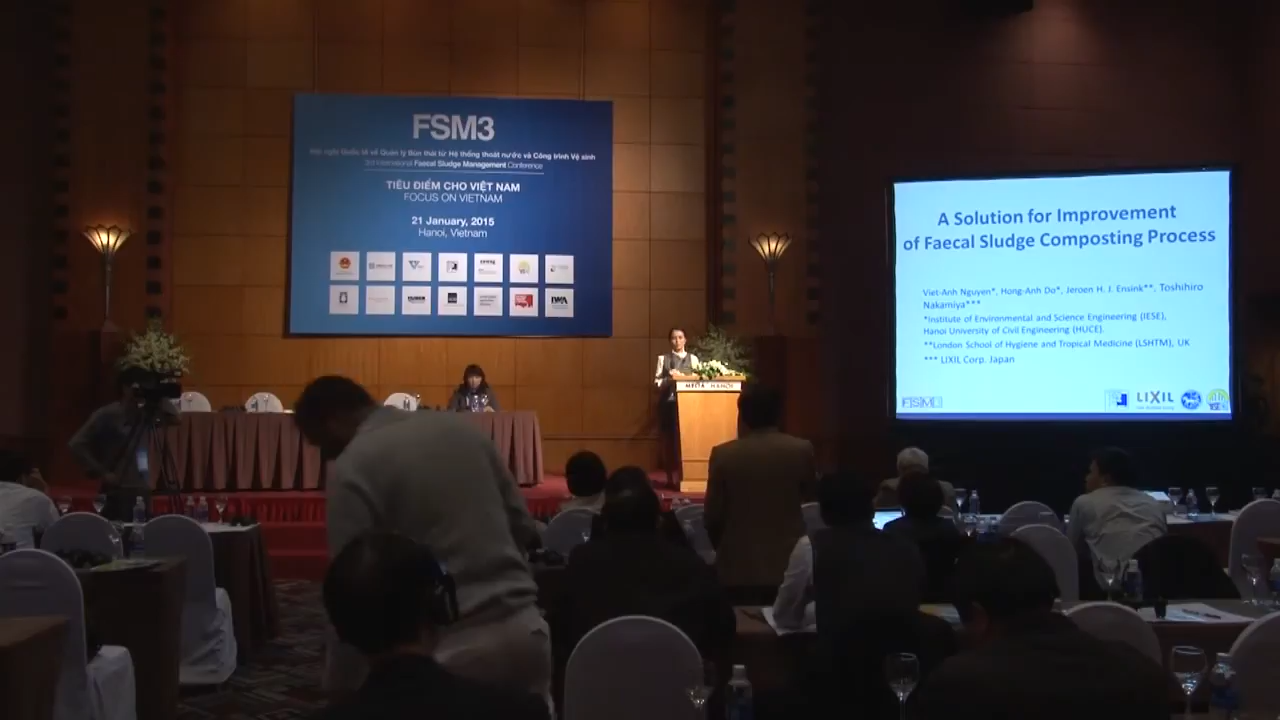 FSM3
Hội nghị Quốc tế về Quản lý Bùn thải từ Hệ thống thoát nước và Công trình Vệ sinh
3rd International Faecal Sludge Management Conference
TIÊU ĐIỂM CHO VIỆT NAM
FOCUS ON VIETNAM
21 January, 2015
Hanoi, Vietnam
IWA
MELIÃ HANOI
A Solution for Improvement
of Faecal Sludge Composting Process
Viet-Anh Nguyen*, Hong-Anh Do*, Jeroen H. J. Ensink**, Toshihiro
Nakamiya***
*Institute of Environmental and Science Engineering (IESE),
Hanoi University of Civil Engineering (HUCE).
**London School of Hygiene and Tropical Medicine (LSHTM), UK
*** LIXIL Corp. Japan
FSM3
LIXIL